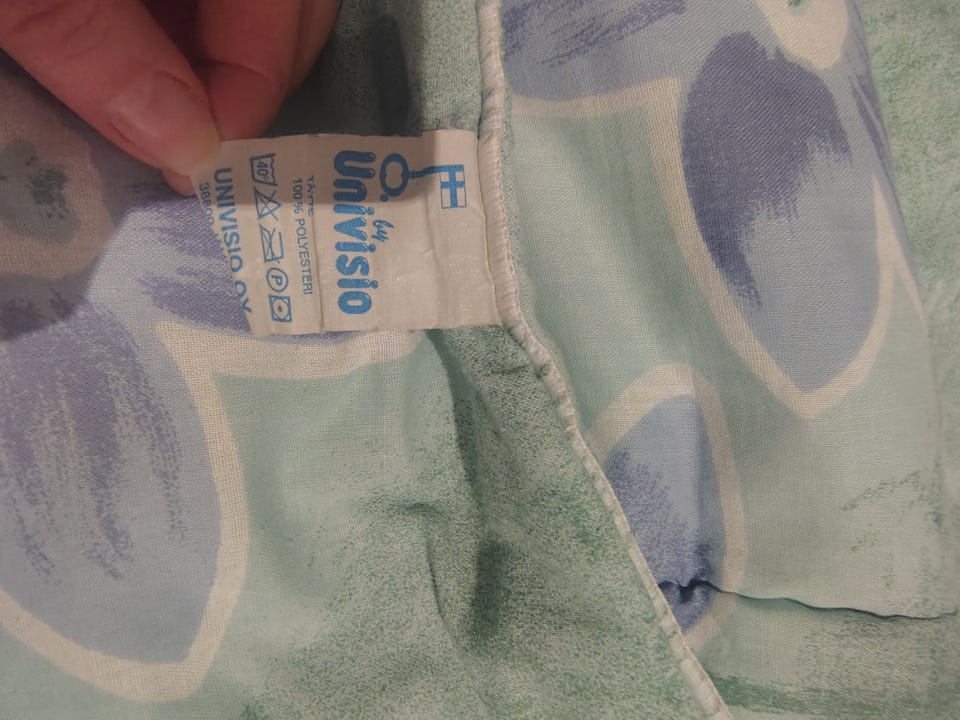 by
Univisio
TÄYTE
100% POLYESTERI
40 P
UNIVISIO OY